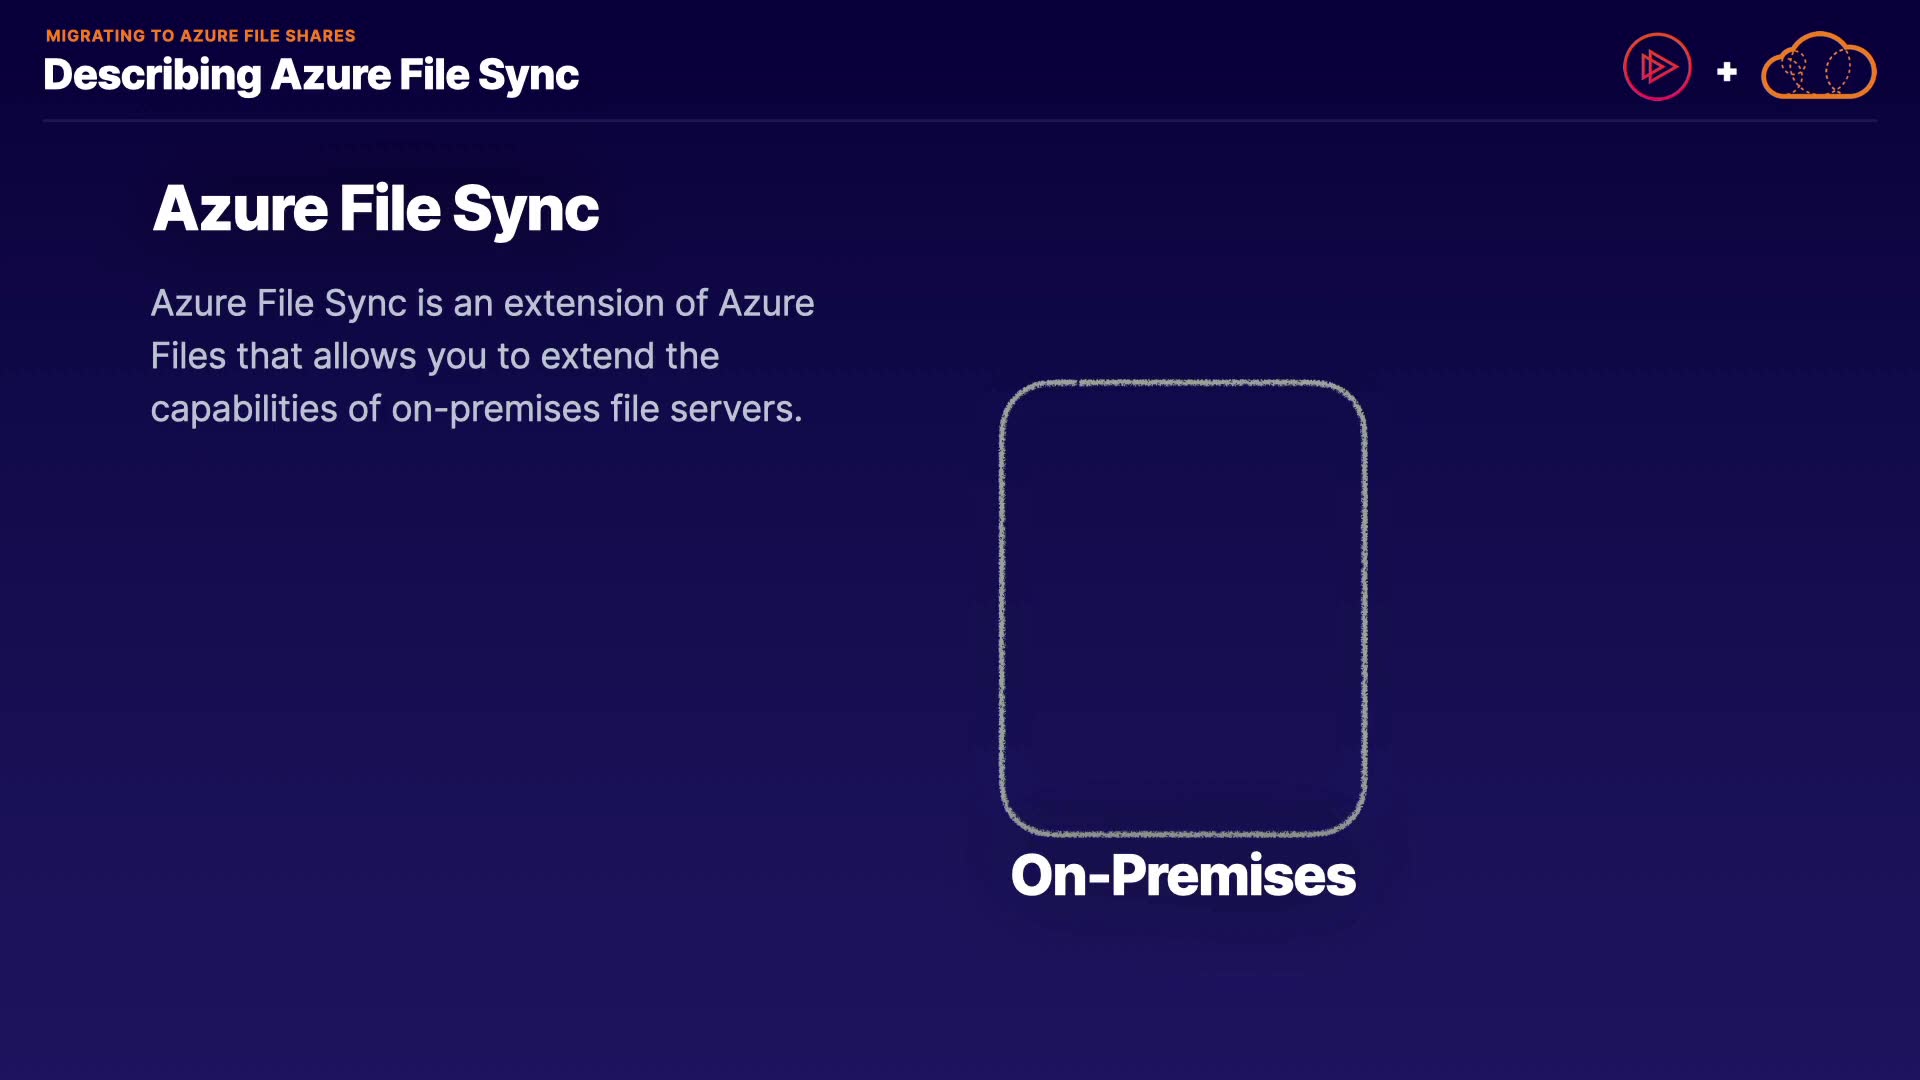 MIGRATING TO AZURE FILE SHARES
Describing Azure File Sync
+
Azure File Sync
Azure File Sync is an extension of Azure
Files that allows you to extend the
capabilities of on-premises file servers.
On-Premises